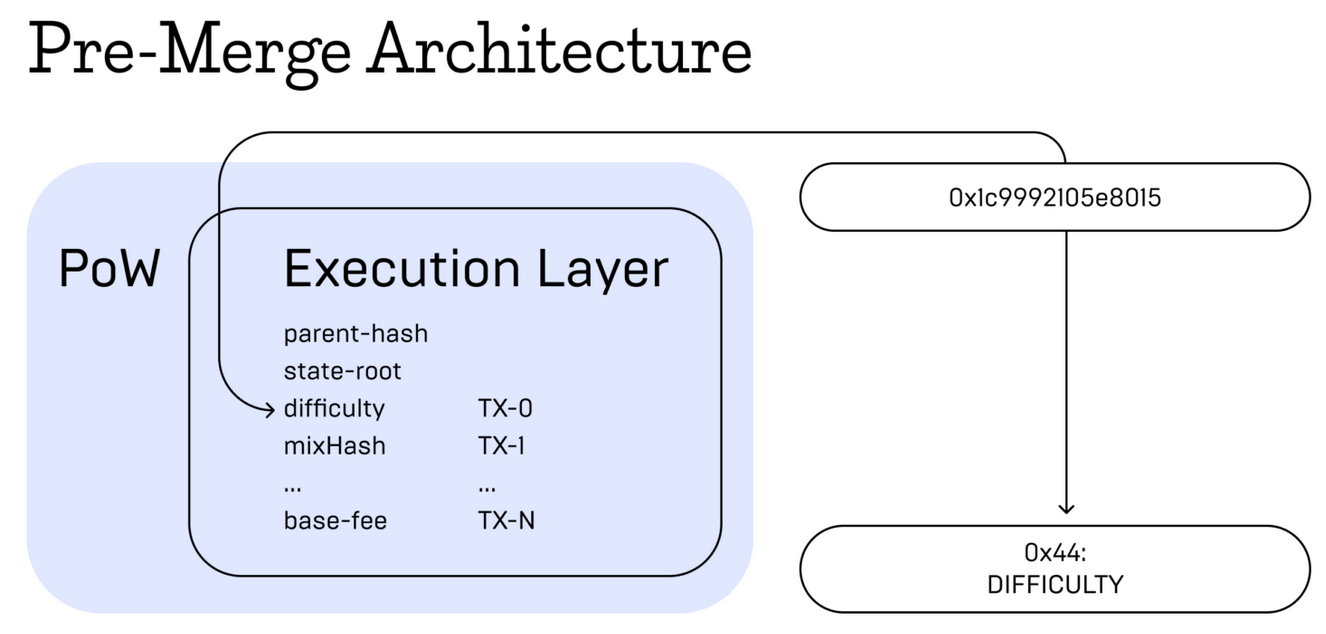 Pre-Merge Architecture
PoW
Execution Layer
parent-hash
state-root
difficulty TX-0
mixHash TX-1
... ...
base-fee TX-N
0x1c9992105e8015
0x44:
DIFFICULTY